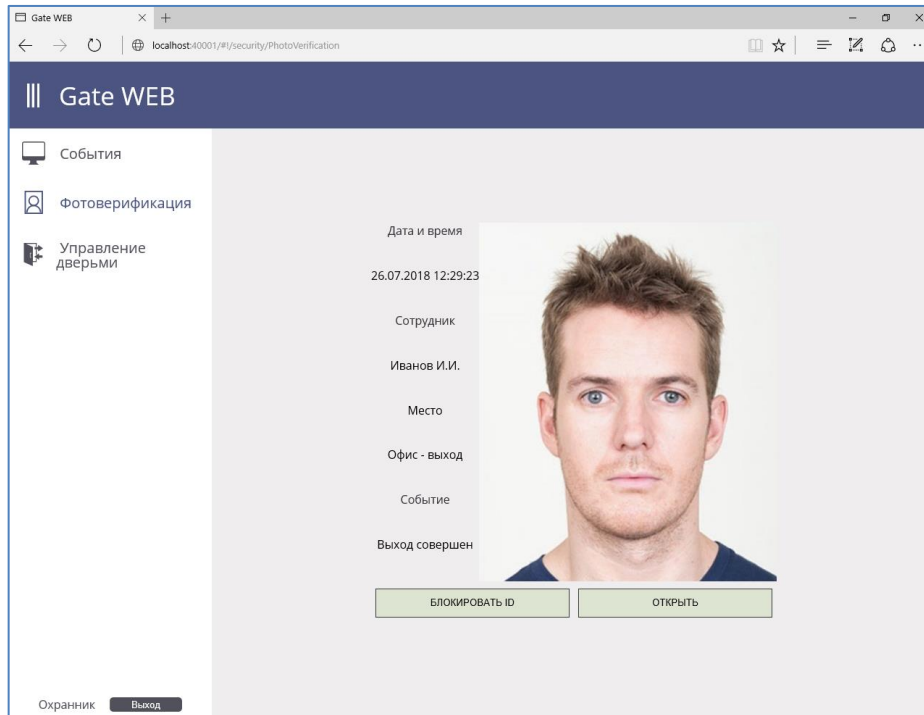 Gate WEB
localhost:40001/#!/security/PhotoVerification
Gate WEB
События
Фотоверификация
Управление
дверьми
Дата и время
26.07.2018 12:29:23
Сотрудник
Иванов И.И.
Место
Офис - выход
Событие
Выход совершен
БЛОКИРОВАТЬ ID
ОТКРЫТЬ
Охранник
Выход